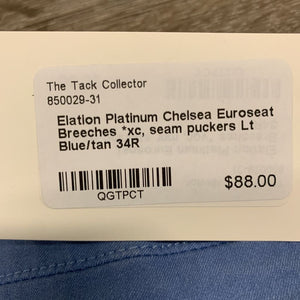 The Tack Collector
850029-31
Elation Platinum Chelsea Euroseat
Breeches *xc, seam puckers Lt
Blue/tan 34R
QGTPCT
$88.00